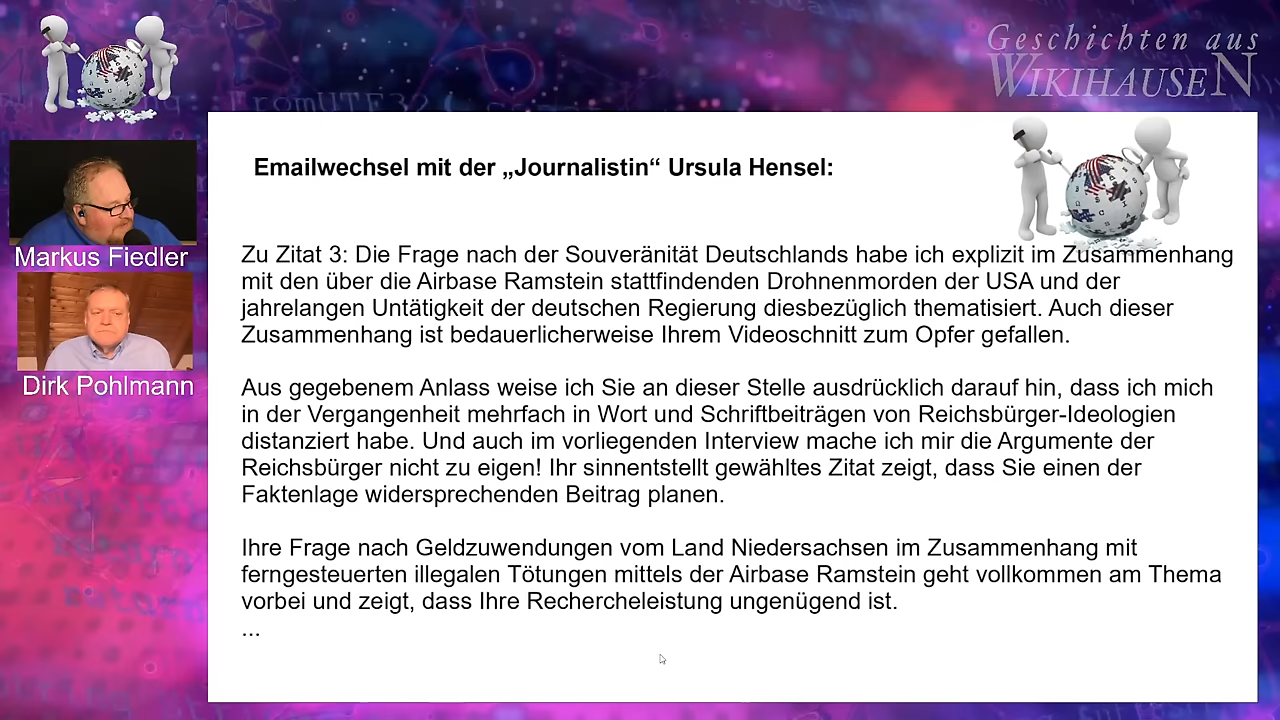 Geschichten aus
WIKIHAUSEN
Emailwechsel mit der „Journalistin“ Ursula Hensel:
Markus Fiedler
Dirk Pohlmann
Zu Zitat 3: Die Frage nach der Souveränität Deutschlands habe ich explizit im Zusammenhang
mit den über die Airbase Ramstein stattfindenden Drohnenmorden der USA und der
jahrelangen Untätigkeit der deutschen Regierung diesbezüglich thematisiert. Auch dieser
Zusammenhang ist bedauerlicherweise Ihrem Videoschnitt zum Opfer gefallen.
Aus gegebenem Anlass weise ich Sie an dieser Stelle ausdrücklich darauf hin, dass ich mich
in der Vergangenheit mehrfach in Wort und Schriftbeiträgen von Reichsbürger-Ideologien
distanziert habe. Und auch im vorliegenden Interview mache ich mir die Argumente der
Reichsbürger nicht zu eigen! Ihr sinnentstellt gewähltes Zitat zeigt, dass Sie einen der
Faktenlage widersprechenden Beitrag planen.
Ihre Frage nach Geldzuwendungen vom Land Niedersachsen im Zusammenhang mit
ferngesteuerten illegalen Tötungen mittels der Airbase Ramstein geht vollkommen am Thema
vorbei und zeigt, dass Ihre Rechercheleistung ungenügend ist.
...